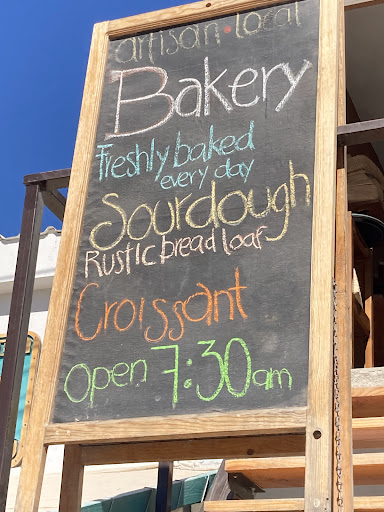 artisan • local
Bakery
Freshly baked
every day
Sourdough
Rustic bread loaf
Croissant
open 7:30am